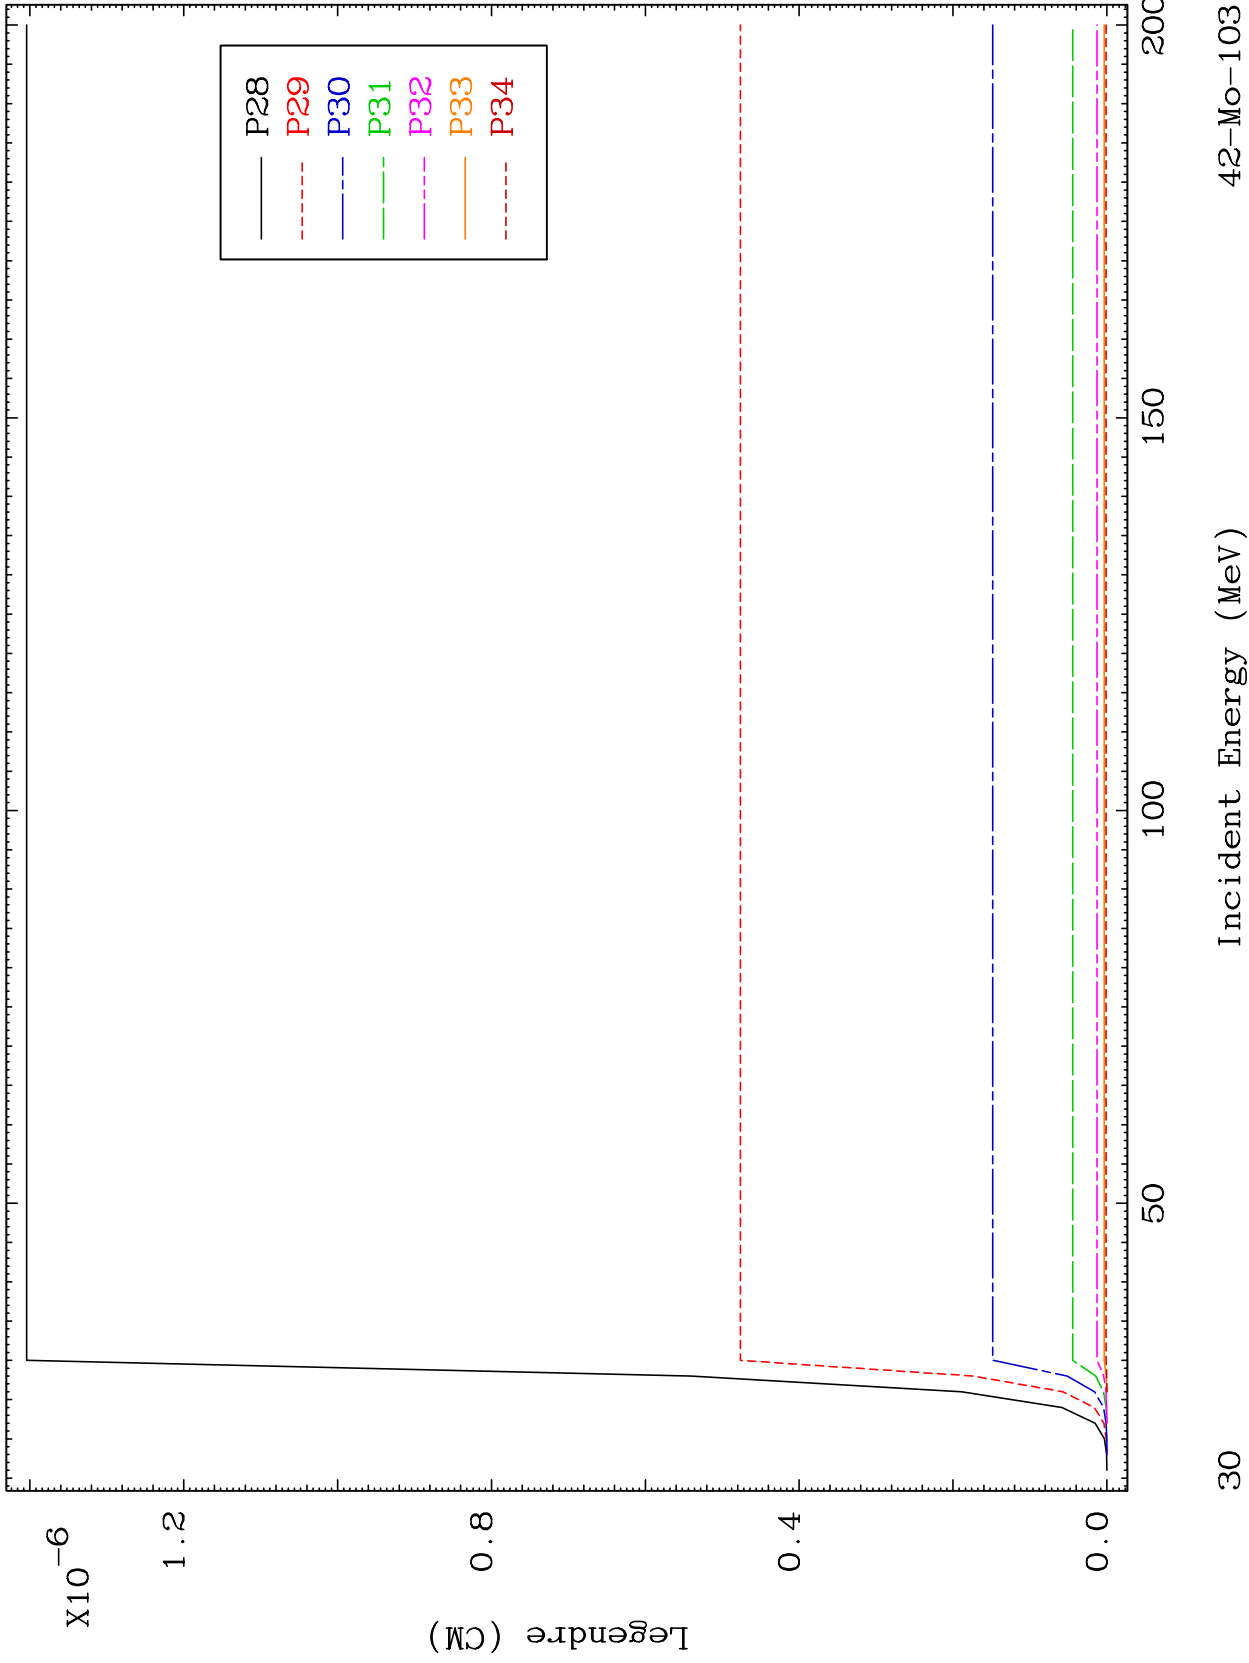 X10-6
1.2
0.8
0.4
0.0
Legendre (CM)
P28
P29
P30
P31
P32
P33
P34
50
100
150
200
Incident Energy (MeV)
30
42-Mo-103